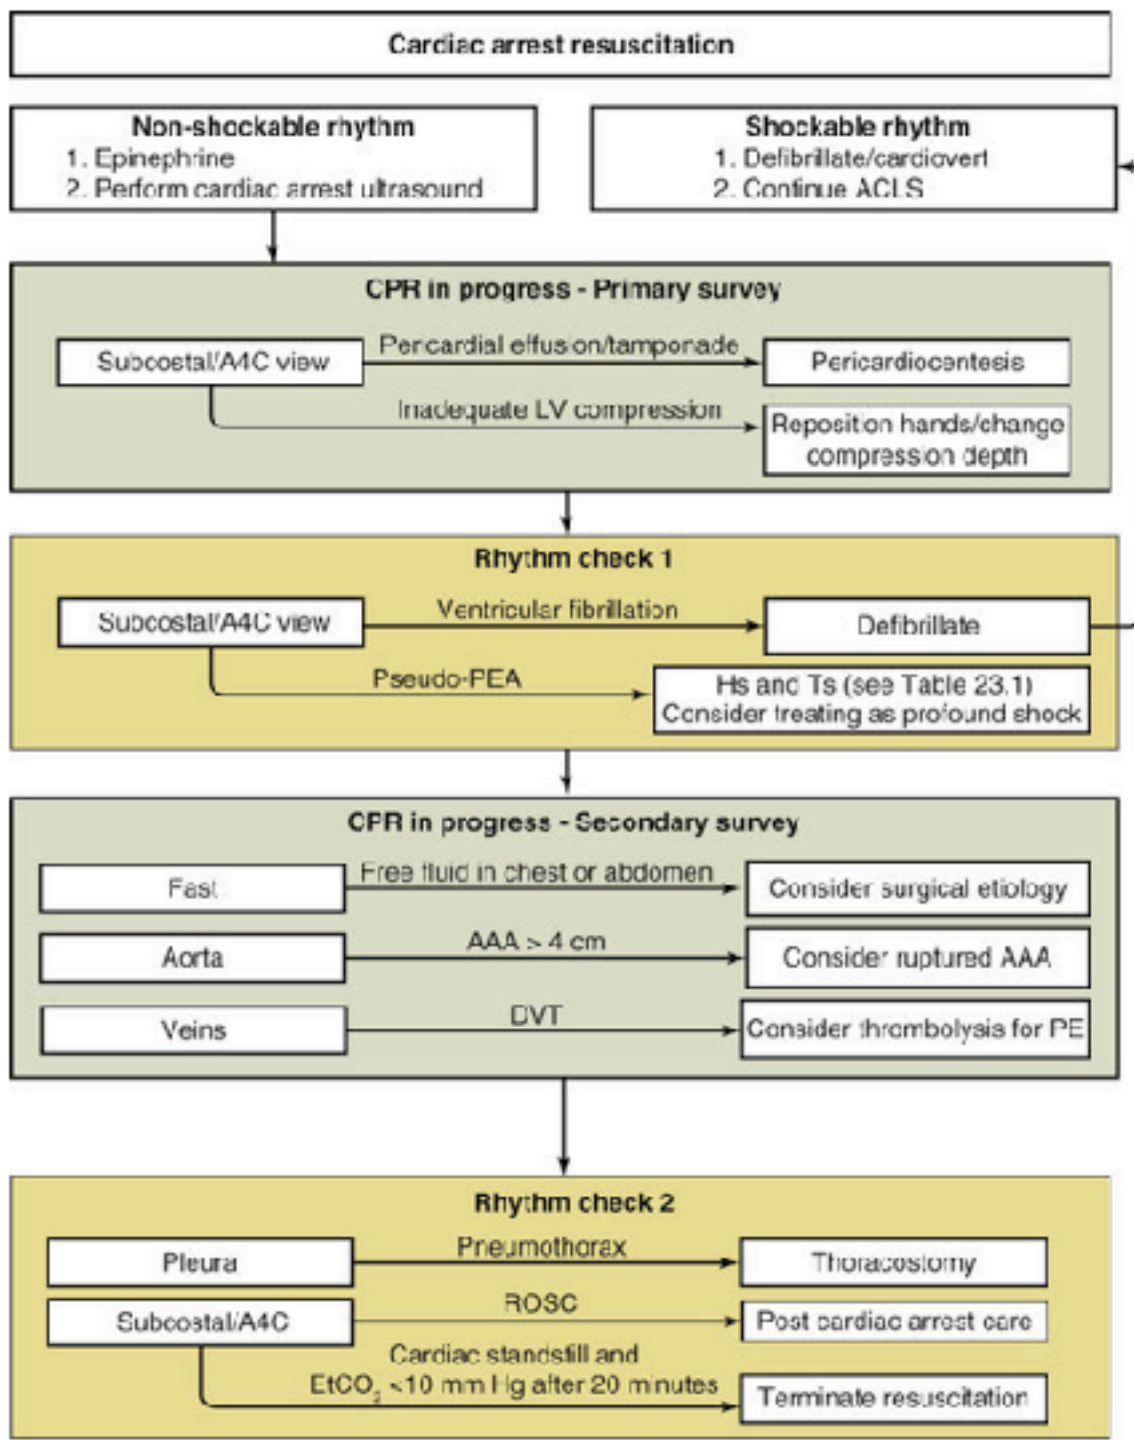 Cardiac arrest resuscitation
Non-shockable rhythm
1. Epinephrine
2. Perform cardiac arrest ultrasound
Shockable rhythm
1. Defibrillate/cardiovert
2. Continue ACLS
CPR in progress - Primary survey
Subcostal/A4C view
Pericardial effusion/tamponade
Pericardiocentesis
Inadequate LV compression
Reposition hands/change
compression depth
Rhythm check 1
Subcostal/A4C view
Ventricular fibrillation
Defibrillate
Pseudo-PEA
Hs and Ts (see Table 23.1)
Consider treating as profound shock
CPR in progress - Secondary survey
Fast
Free fluid in chest or abdomen
Consider surgical etiology
Aorta
AAA > 4 cm
Consider ruptured AAA
Veins
DVT
Consider thrombolysis for PE
Rhythm check 2
Pleura
Pneumothorax
Thoracostomy
Subcostal/A4C
ROSC
Post cardiac arrest care
Cardiac standstill and
EtCO₂ <10 mm Hg after 20 minutes
Terminate resuscitation